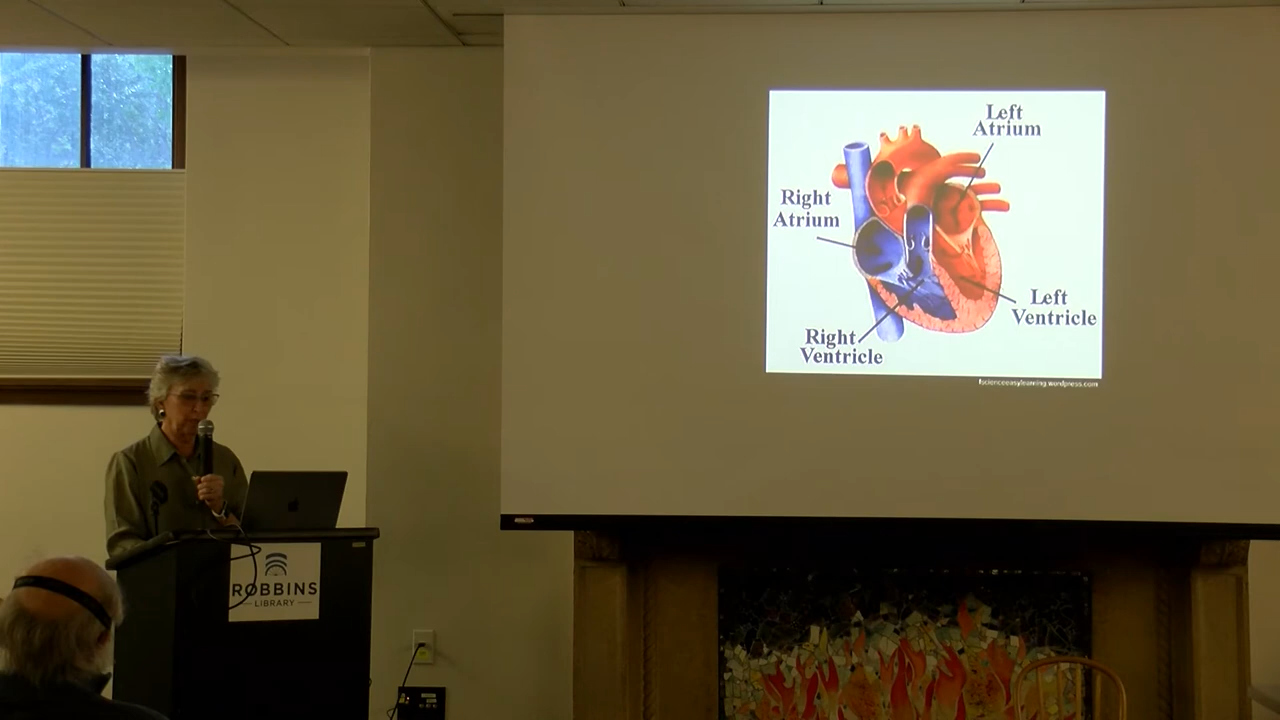 Left
Atrium
Right
Atrium
Left
Ventricle
Right
Ventricle
ROBBINS
LIBRARY